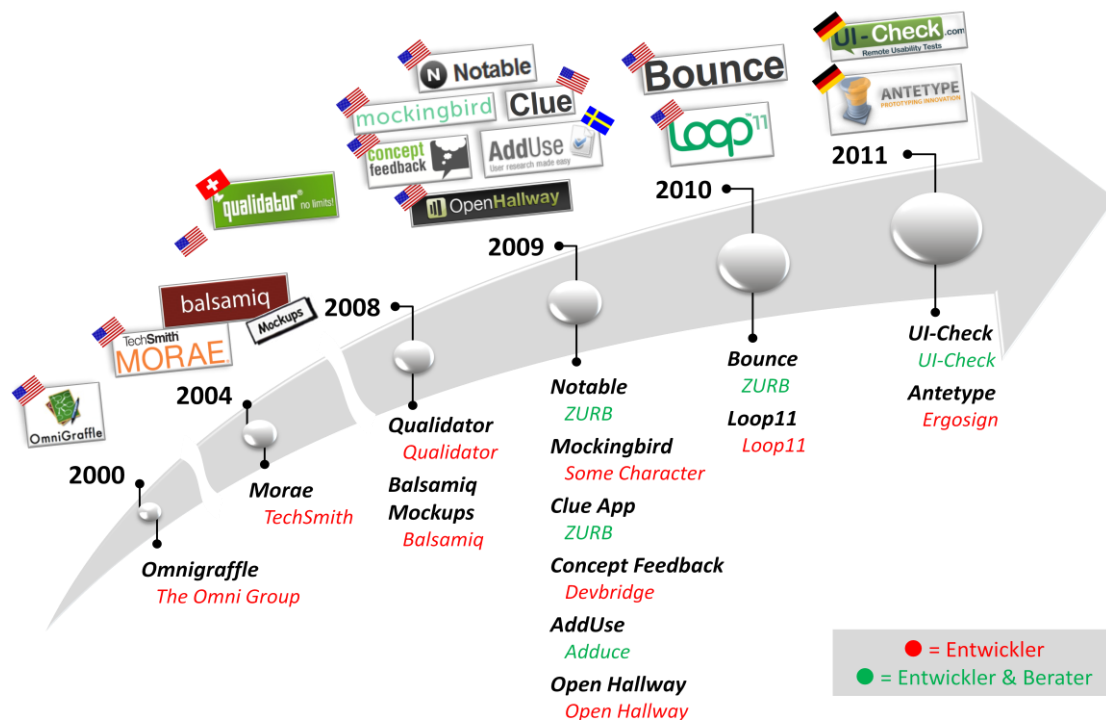 N Notable
mockingbird
Clue
concept
feedback
AddUse
User research made easy
OpenHallway
Bounce
Loop11
UI-Check.com
Remote Usability Tests
ANTETYPE
PROTOTYPING INNOVATION
qualidator® no limits!
balsamiq
Mockups
TechSmith
MORAE®
OmniGraffle
2000
Omnigraffle
The Omni Group
2004
Morae
TechSmith
2008
Qualidator
Qualidator
Balsamiq
Mockups
Balsamiq
2009
Notable
ZURB
Mockingbird
Some Character
Clue App
ZURB
Concept Feedback
Devbridge
AddUse
Adduce
Open Hallway
Open Hallway
2010
Bounce
ZURB
Loop11
Loop11
2011
UI-Check
UI-Check
Antetype
Ergosign
= Entwickler
= Entwickler & Berater